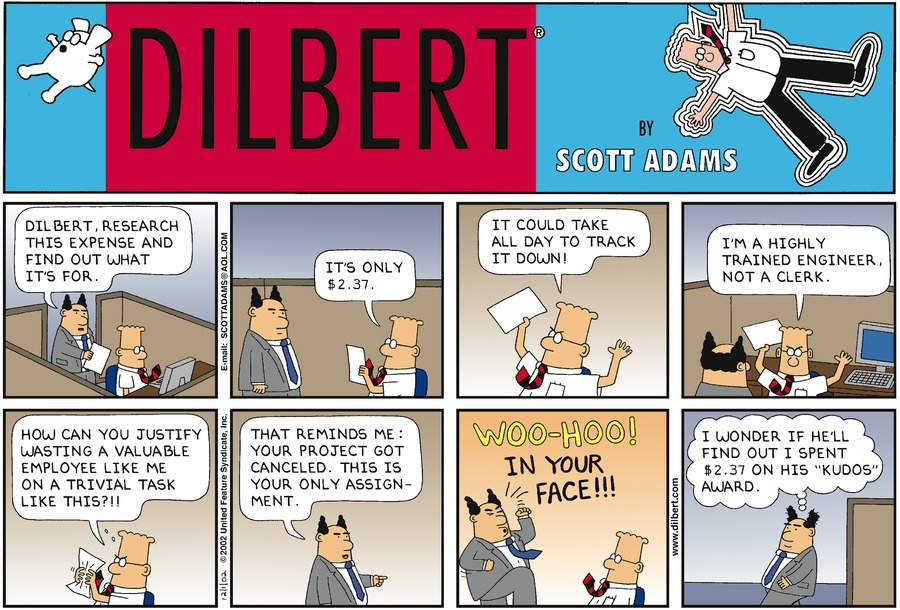 DILBERT®
BY
SCOTT ADAMS
DILBERT, RESEARCH
THIS EXPENSE AND
FIND OUT WHAT
IT'S FOR.
E-mail: SCOTTADAMS@AOL.COM
IT'S ONLY
$2.37.
IT COULD TAKE
ALL DAY TO TRACK
IT DOWN!
I'M A HIGHLY
TRAINED ENGINEER,
NOT A CLERK.
HOW CAN YOU JUSTIFY
WASTING A VALUABLE
EMPLOYEE LIKE ME
ON A TRIVIAL TASK
LIKE THIS?!!
© 2002 United Feature Syndicate, Inc.
THAT REMINDS ME:
YOUR PROJECT GOT
CANCELED. THIS IS
YOUR ONLY ASSIGN-
MENT.
WOO-HOO!
IN YOUR
FACE!!!
www.dilbert.com
I WONDER IF HE'LL
FIND OUT I SPENT
$2.37 ON HIS "KUDOS"
AWARD.